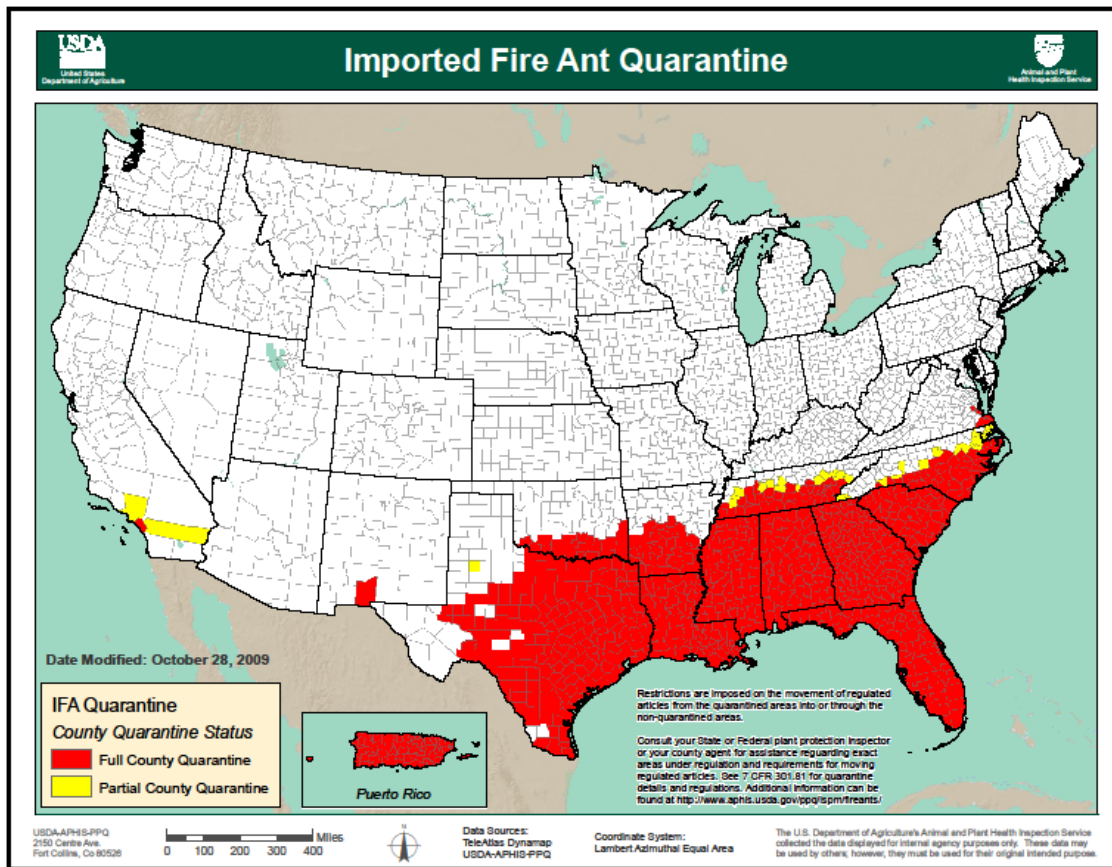 USDA
United States
Department of Agriculture
Imported Fire Ant Quarantine
Animal and Plant
Health Inspection Service
Date Modified: October 28, 2009
IFA Quarantine
County Quarantine Status
Full County Quarantine
Partial County Quarantine
Puerto Rico
Restrictions are imposed on the movement of regulated
articles from the quarantined areas into or through the
non-quarantined areas.
Consult your State or Federal plant protection inspector
or your county agent for assistance reguarding exact
areas under regulation and requirements for moving
regulated articles. See 7 CFR 301.81 for quarantine
details and regulations. Additional information can be
found at http://www.aphis.usda.gov/ppq/ispm/fireants/
USDA-APHIS-PPQ
2150 Centre Ave.
Fort Collins, Co 80526
Miles
0 100 200 300 400
N
Data Sources:
TeleAtlas Dynamap
USDA-APHIS-PPQ
Coordinate System:
Lambert Azimuthal Equal Area
The U.S. Department of Agriculture's Animal and Plant Health Inspection Service
collected the data displayed for internal agency purposes only. These data may
be used by others; however, they must be used for their original intended purpose.